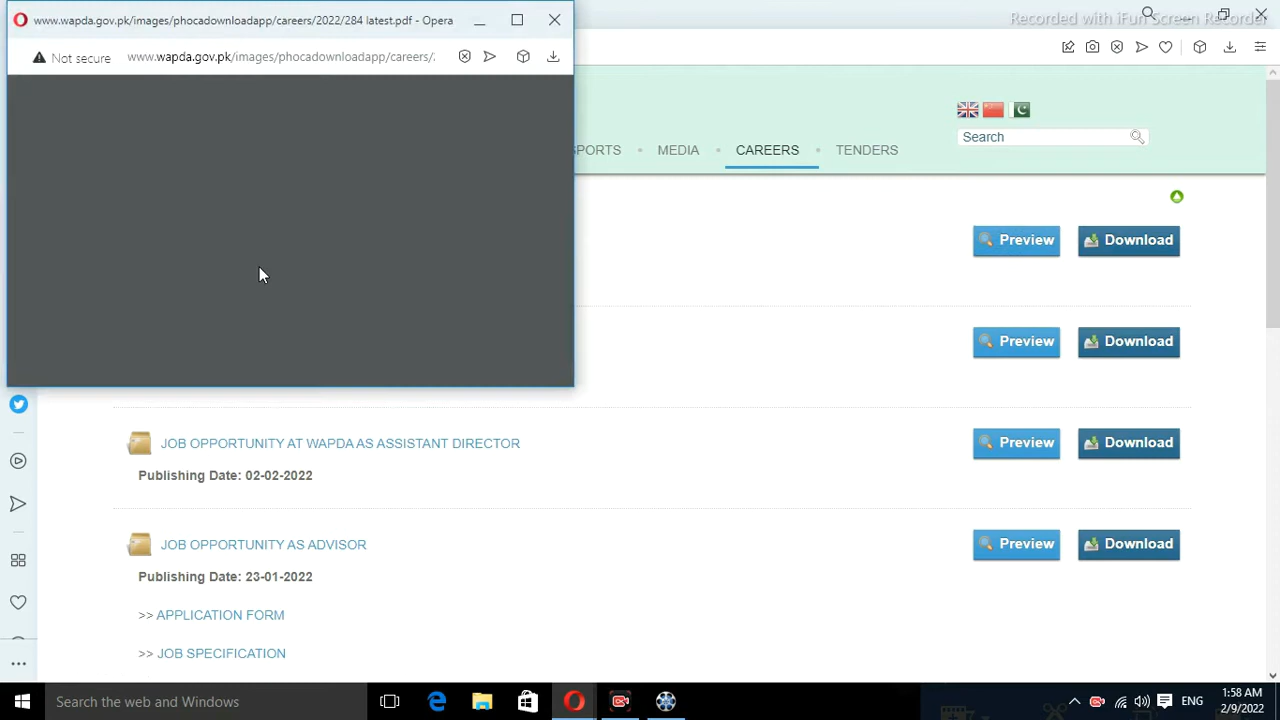 www.wapda.gov.pk/images/phocadownloadapp/careers/2022/284 latest.pdf - Opera
Recorded with iFun Screen Recorder
Not secure
www.wapda.gov.pk/images/phocadownloadapp/careers/
Search
MEDIA
CAREERS
TENDERS
Preview
Download
Preview
Download
JOB OPPORTUNITY AT WAPDA AS ASSISTANT DIRECTOR
Preview
Download
Publishing Date: 02-02-2022
JOB OPPORTUNITY AS ADVISOR
Preview
Download
Publishing Date: 23-01-2022
>> APPLICATION FORM
>> JOB SPECIFICATION
Search the web and Windows
ENG
1:58 AM
2/9/2022